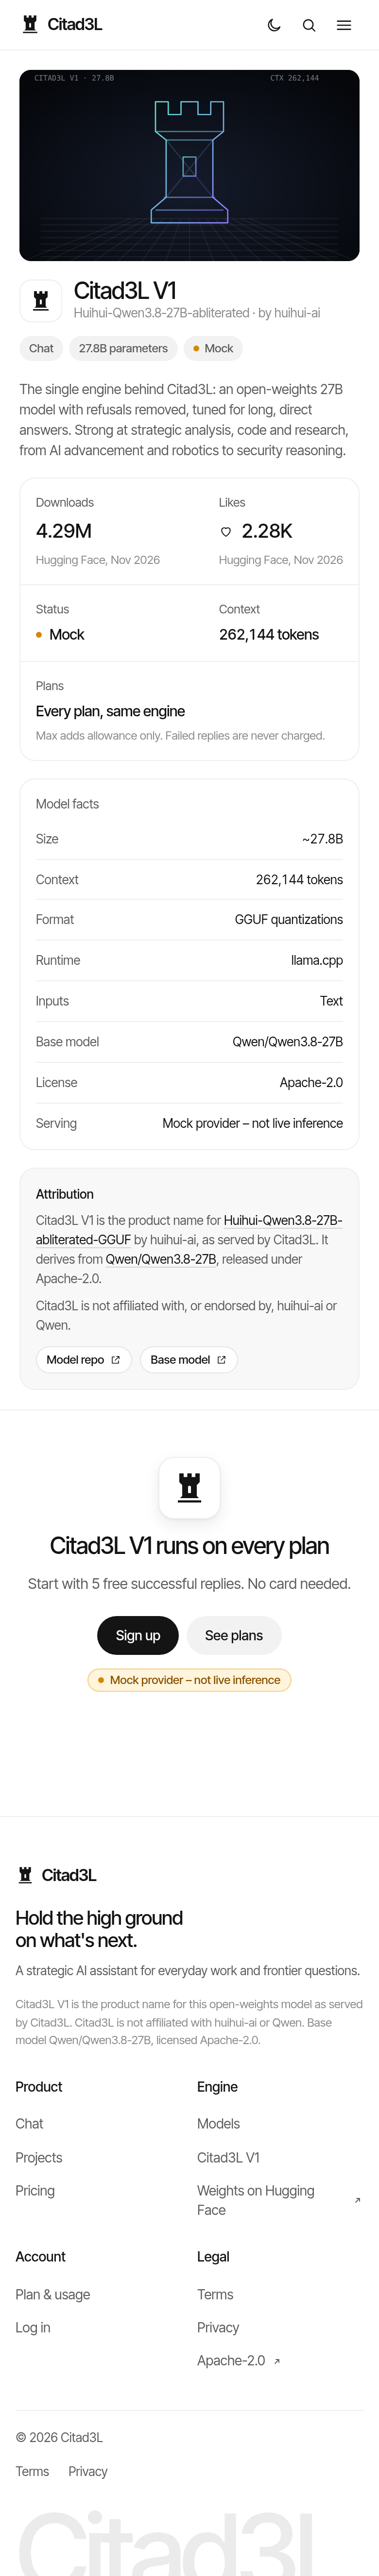 Citad3L
CITAD3L V1 · 27.8B
CTX 262,144
Citad3L V1
Huihui-Qwen3.8-27B-abliterated · by huihui-ai
Chat
27.8B parameters
Mock
The single engine behind Citad3L: an open-weights 27B
model with refusals removed, tuned for long, direct
answers. Strong at strategic analysis, code and research,
from AI advancement and robotics to security reasoning.
Downloads
4.29M
Hugging Face, Nov 2026
Likes
2.28K
Hugging Face, Nov 2026
Status
Mock
Context
262,144 tokens
Plans
Every plan, same engine
Max adds allowance only. Failed replies are never charged.
Model facts
Size ~27.8B
Context 262,144 tokens
Format GGUF quantizations
Runtime llama.cpp
Inputs Text
Base model Qwen/Qwen3.8-27B
License Apache-2.0
Serving Mock provider – not live inference
Attribution
Citad3L V1 is the product name for Huihui-Qwen3.8-27B-
abliterated-GGUF by huihui-ai, as served by Citad3L. It
derives from Qwen/Qwen3.8-27B, released under
Apache-2.0.
Citad3L is not affiliated with, or endorsed by, huihui-ai or
Qwen.
Model repo
Base model
Citad3L V1 runs on every plan
Start with 5 free successful replies. No card needed.
Sign up
See plans
Mock provider – not live inference
Citad3L
Hold the high ground
on what's next.
A strategic AI assistant for everyday work and frontier questions.
Citad3L V1 is the product name for this open-weights model as served
by Citad3L. Citad3L is not affiliated with huihui-ai or Qwen. Base
model Qwen/Qwen3.8-27B, licensed Apache-2.0.
Product
Chat
Projects
Pricing
Engine
Models
Citad3L V1
Weights on Hugging
Face
Account
Plan & usage
Log in
Legal
Terms
Privacy
Apache-2.0
© 2026 Citad3L
Terms
Privacy
Citad3L